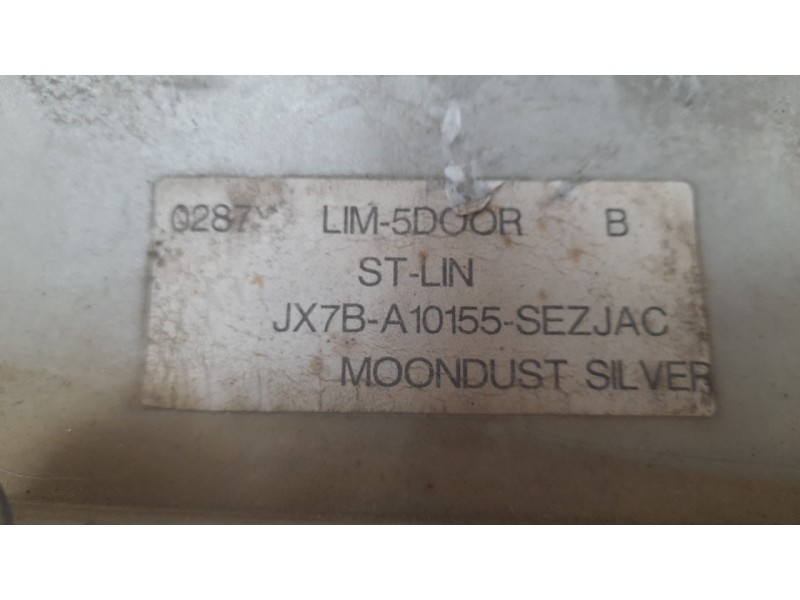 0287 LIM-5DOOR B
ST-LIN
JX7B-A10155-SEZJAC
MOONDUST SILVER